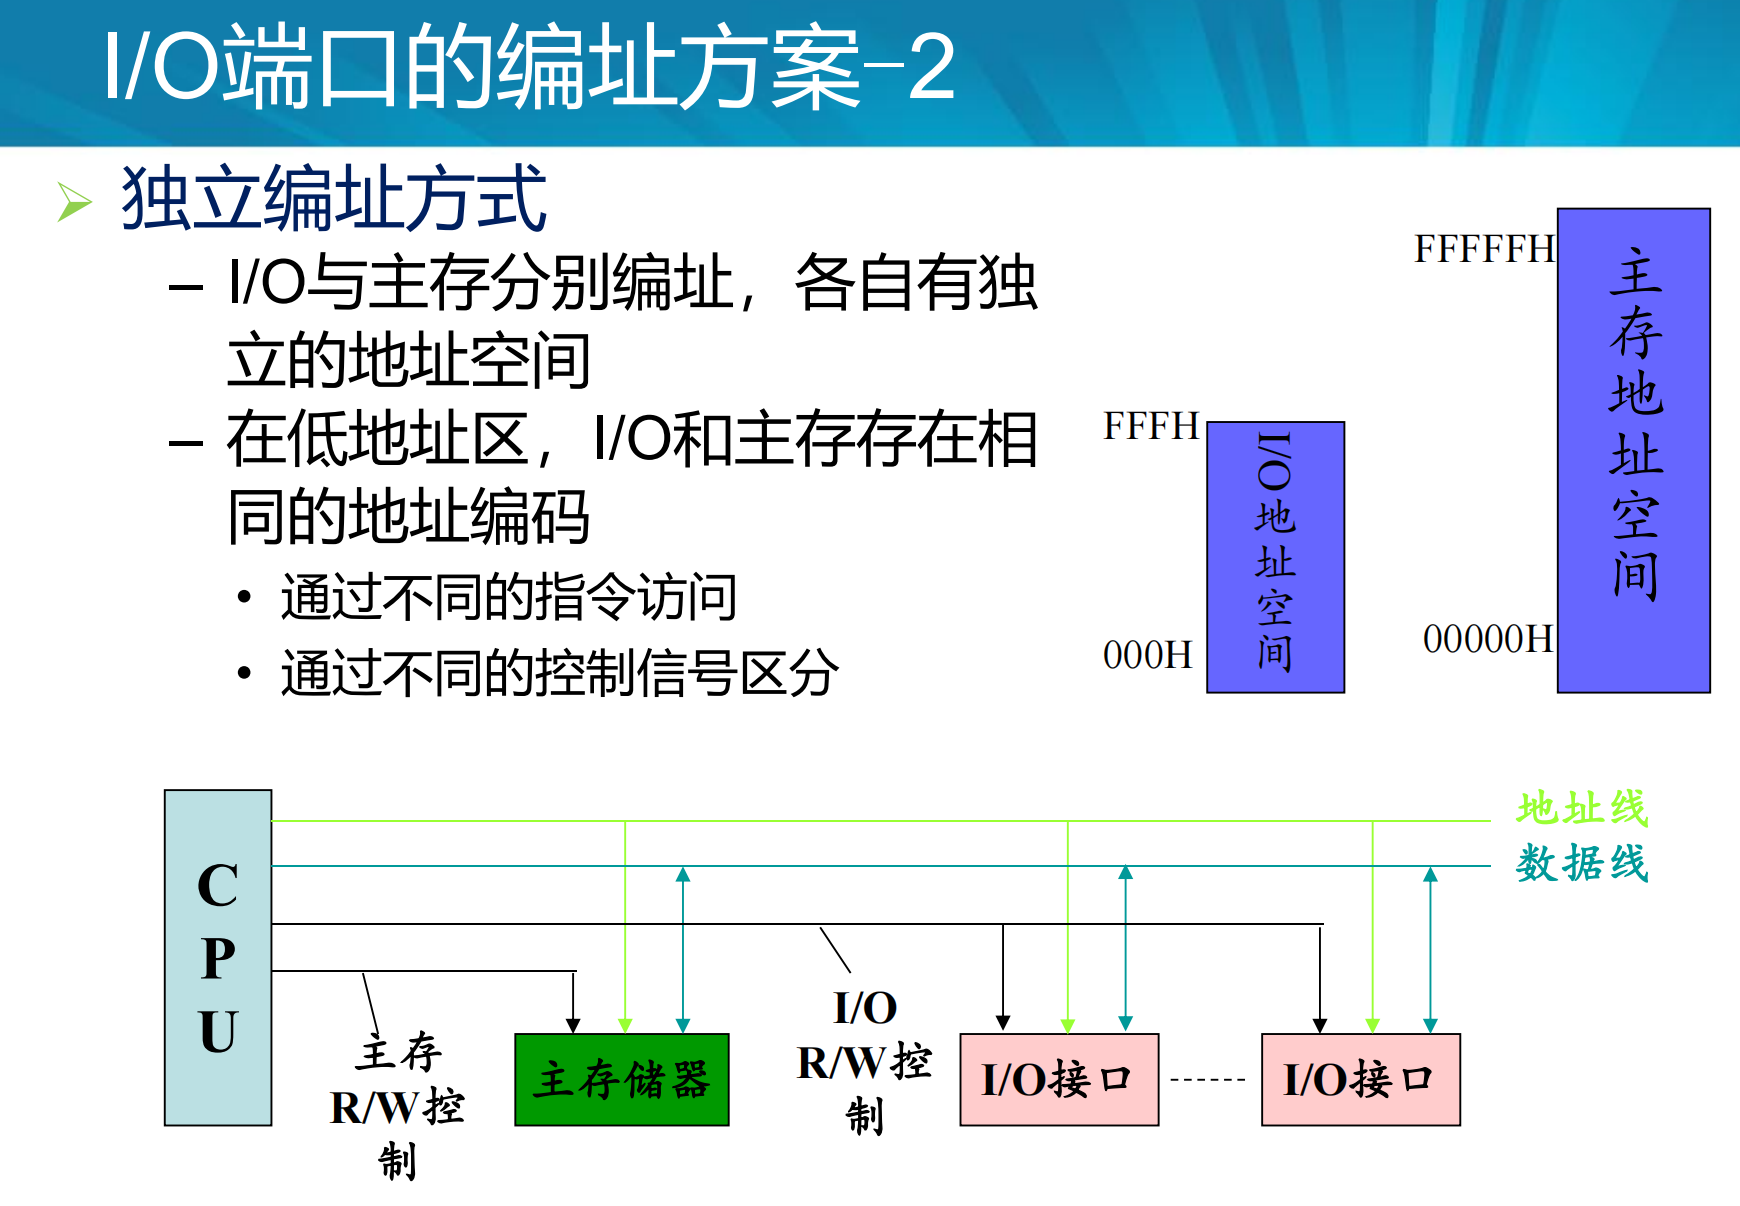 I/O端口的编址方案–2
独立编址方式
– I/O与主存分别编址，各自有独
立的地址空间
– 在低地址区，I/O和主存存在相
同的地址编码
• 通过不同的指令访问
• 通过不同的控制信号区分
FFFH
000H
I/O地址空间
FFFFFH
00000H
主存地址空间
地址线
数据线
CPU
主存
R/W控
制
主存储器
I/O
R/W控
制
I/O接口
I/O接口